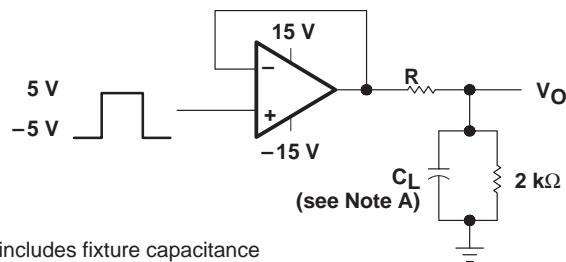 15 V
5 V
−5 V
−
+
R
VO
−15 V
CL
(see Note A)
2 kΩ
includes fixture capacitance